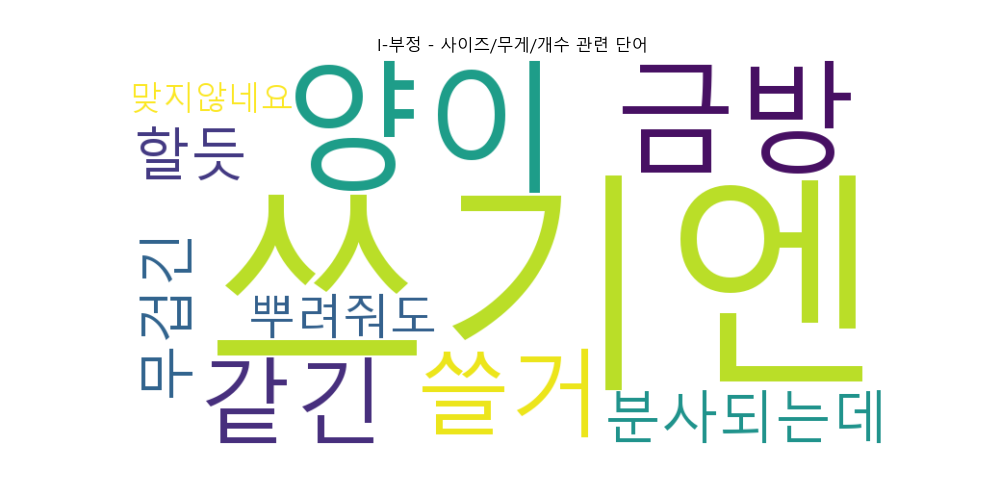 I-부정 - 사이즈/무게/개수 관련 단어
맞지않네요
양이
금방
할듯
쓰기엔
무겁긴
뿌려줘도
같긴
쓸거
분사되는데